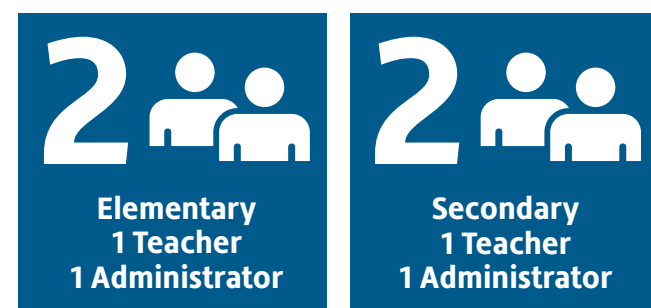 2
Elementary
1 Teacher
1 Administrator
2
Secondary
1 Teacher
1 Administrator